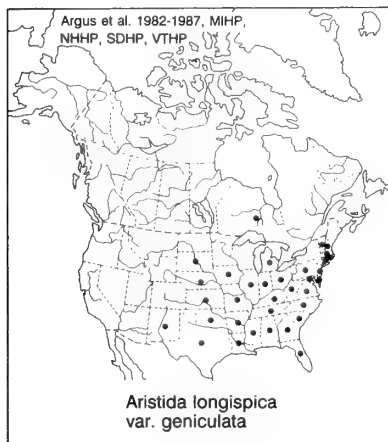 Argus et al. 1982-1987, MIHP,
NHHP, SDHP, VTHP
Aristida longispica
var. geniculata